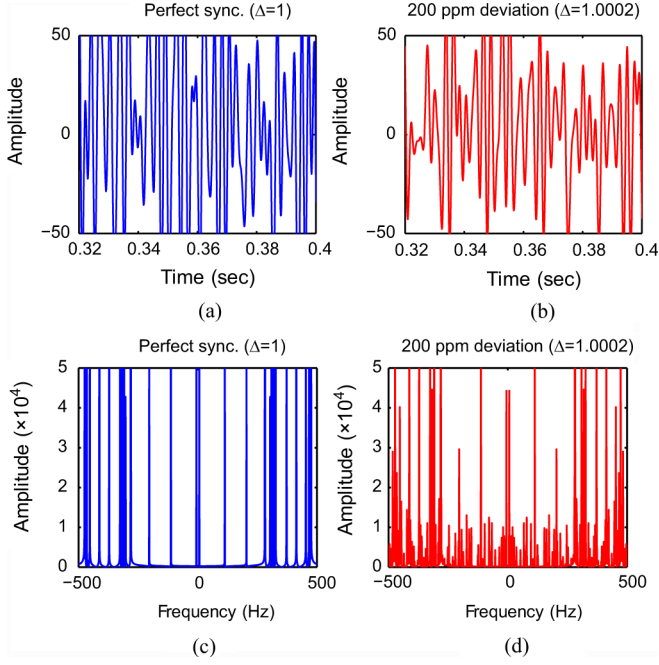 Perfect sync. (Δ=1)
200 ppm deviation (Δ=1.0002)
Amplitude
50
0
−50
0.32 0.34 0.36 0.38 0.4
Time (sec)
(a)
Amplitude
50
0
−50
0.32 0.34 0.36 0.38 0.4
Time (sec)
(b)
Perfect sync. (Δ=1)
200 ppm deviation (Δ=1.0002)
Amplitude (×10⁴)
5
4
3
2
1
0
−500 0 500
Frequency (Hz)
(c)
Amplitude (×10⁴)
5
4
3
2
1
0
−500 0 500
Frequency (Hz)
(d)